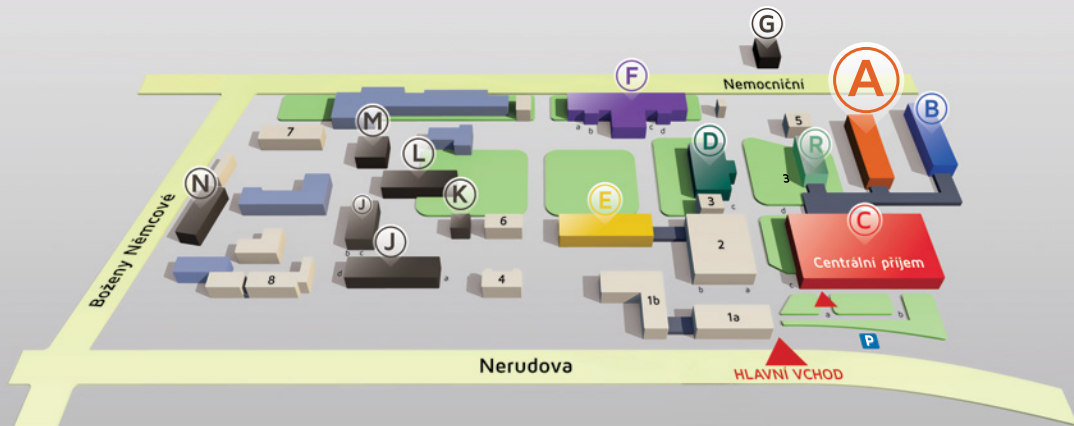 G
A
F
Nemocniční
B
a
b
c
d
5
M
7
D
R
L
3
N
K
J
E
3
c
d
C
6
2
Centrální příjem
b
c
J
d
a
8
4
b
a
c
1b
1a
a
b
P
Boženy Němcové
Nerudova
HLAVNÍ VCHOD